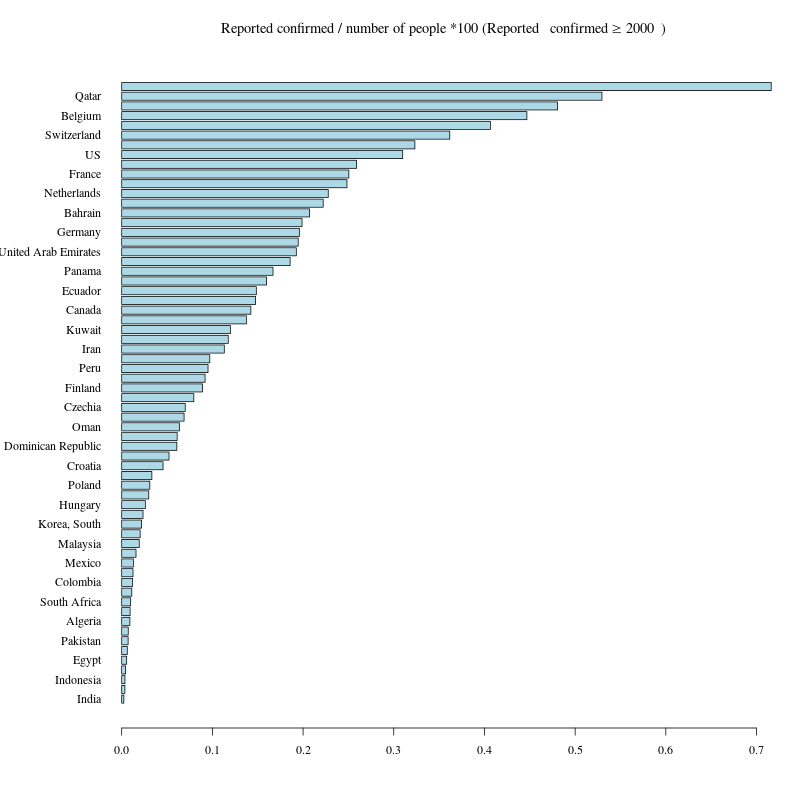 Reported confirmed / number of people *100 (Reported confirmed ≥ 2000 )
Qatar
Belgium
Switzerland
US
France
Netherlands
Bahrain
Germany
United Arab Emirates
Panama
Ecuador
Canada
Kuwait
Iran
Peru
Finland
Czechia
Oman
Dominican Republic
Croatia
Poland
Hungary
Korea, South
Malaysia
Mexico
Colombia
South Africa
Algeria
Pakistan
Egypt
Indonesia
India
0.0 0.1 0.2 0.3 0.4 0.5 0.6 0.7